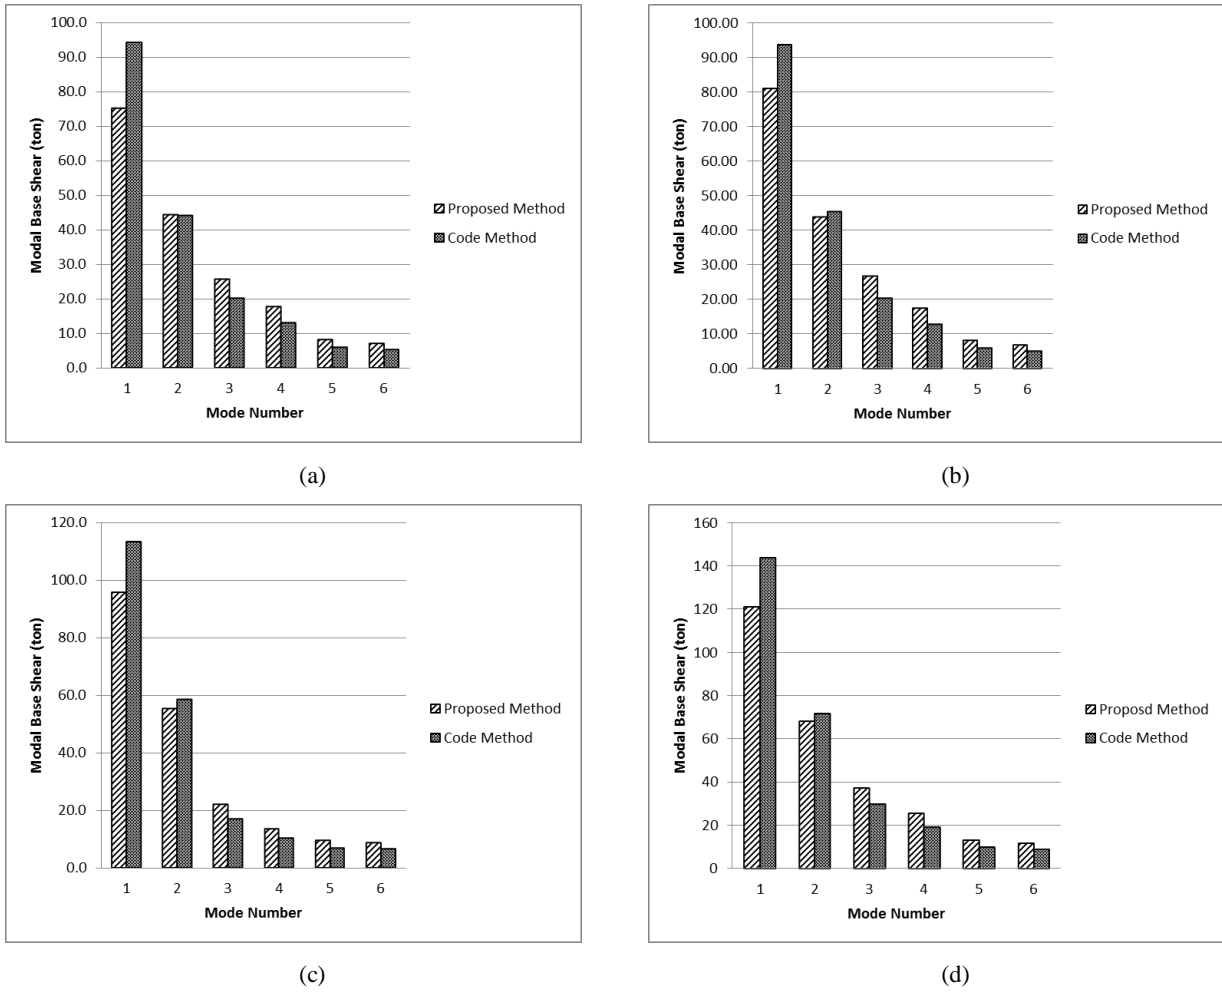 100.0
90.0
80.0
70.0
60.0
50.0
40.0
30.0
20.0
10.0
0.0
Modal Base Shear (ton)
1 2 3 4 5 6
Mode Number
Proposed Method
Code Method
(a)
100.00
90.00
80.00
70.00
60.00
50.00
40.00
30.00
20.00
10.00
0.00
Modal Base Shear (ton)
1 2 3 4 5 6
Mode Number
Proposed Method
Code Method
(b)
120.0
100.0
80.0
60.0
40.0
20.0
0.0
Modal Base Shear (ton)
1 2 3 4 5 6
Mode Number
Proposed Method
Code Method
(c)
160
140
120
100
80
60
40
20
0
Modal Base Shear (ton)
1 2 3 4 5 6
Mode Number
Proposd Method
Code Method
(d)